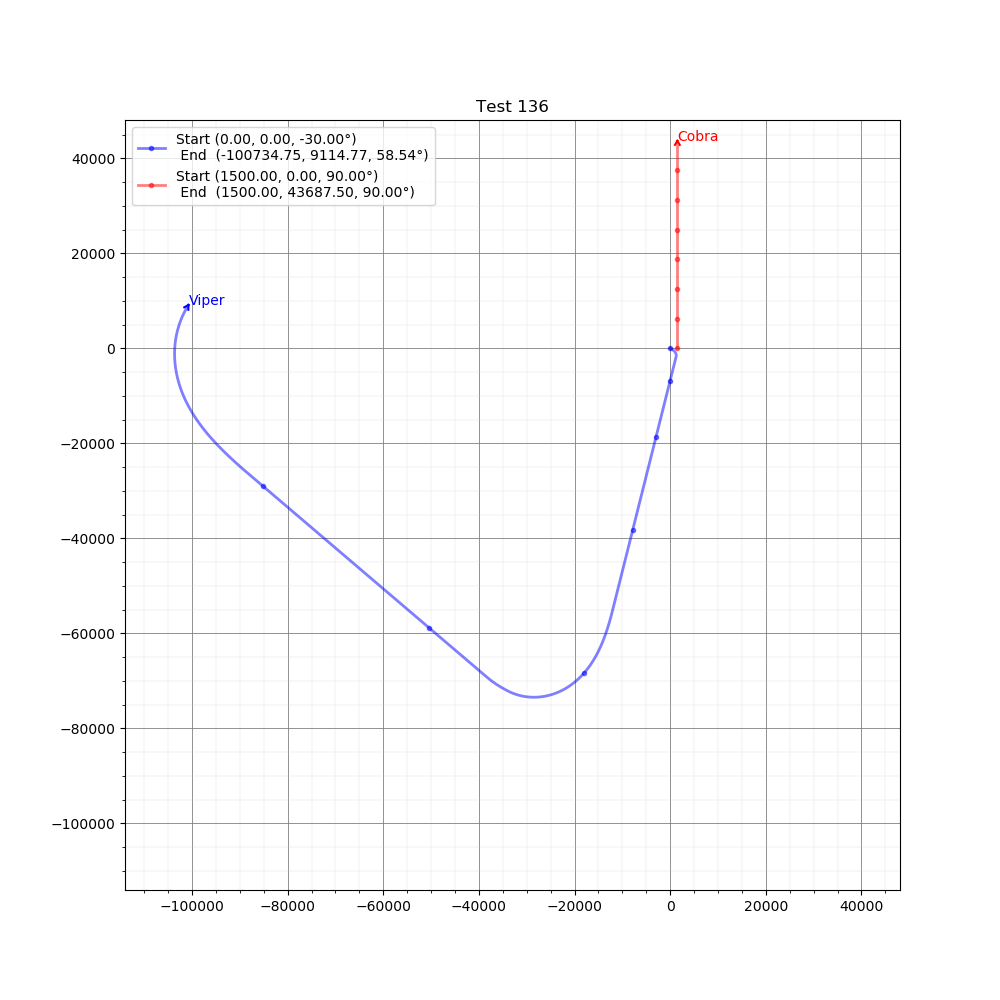 Test 136
Start (0.00, 0.00, -30.00°)
End (-100734.75, 9114.77, 58.54°)
Start (1500.00, 0.00, 90.00°)
End (1500.00, 43687.50, 90.00°)
Cobra
Viper
40000
20000
0
−20000
−40000
−60000
−80000
−100000
−100000 −80000 −60000 −40000 −20000 0 20000 40000